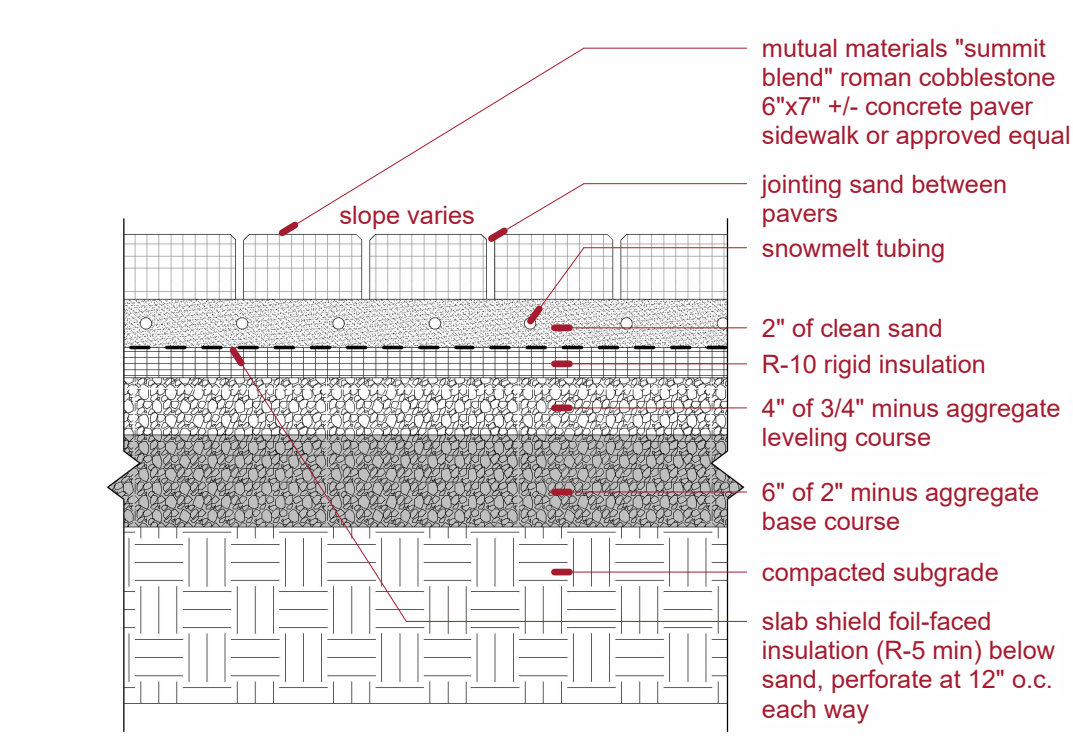 mutual materials "summit
blend" roman cobblestone
6"x7" +/- concrete paver
sidewalk or approved equal
jointing sand between
pavers
slope varies
snowmelt tubing
2" of clean sand
R-10 rigid insulation
4" of 3/4" minus aggregate
leveling course
6" of 2" minus aggregate
base course
compacted subgrade
slab shield foil-faced
insulation (R-5 min) below
sand, perforate at 12" o.c.
each way